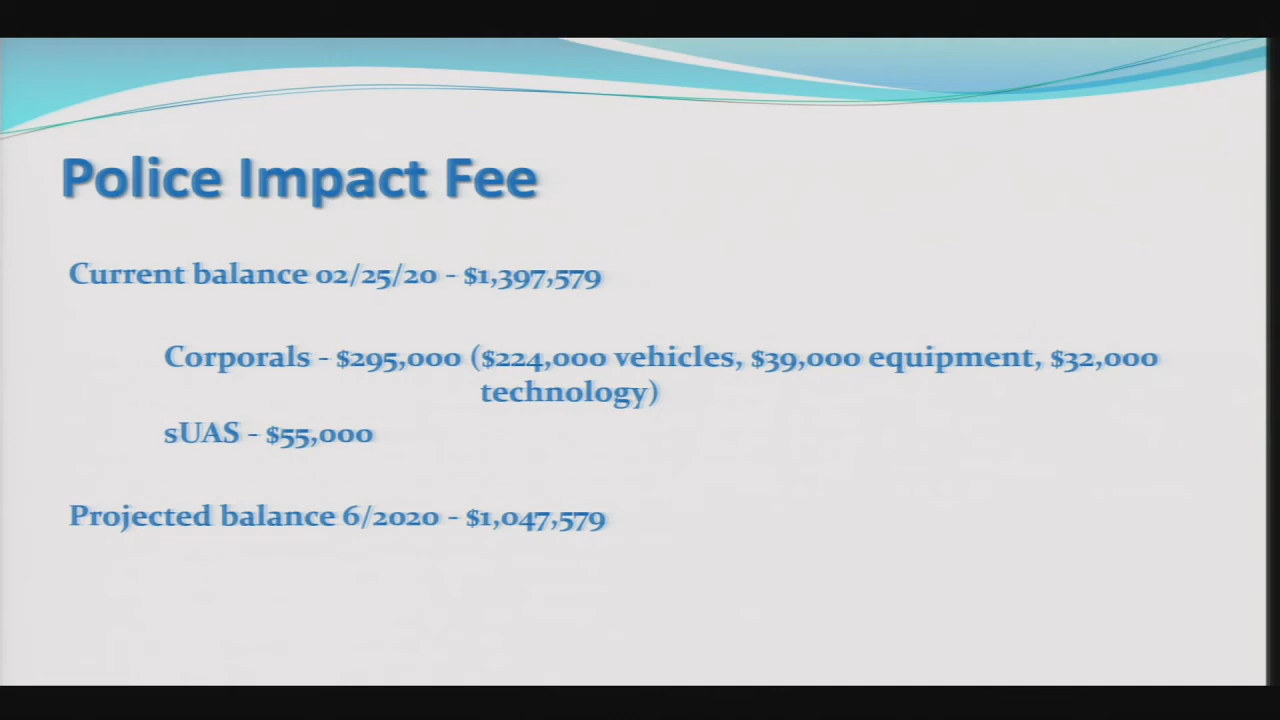 Police Impact Fee
Current balance 02/25/20 - $1,397,579
Corporals - $295,000 ($224,000 vehicles, $39,000 equipment, $32,000
technology)
sUAS - $55,000
Projected balance 6/2020 - $1,047,579